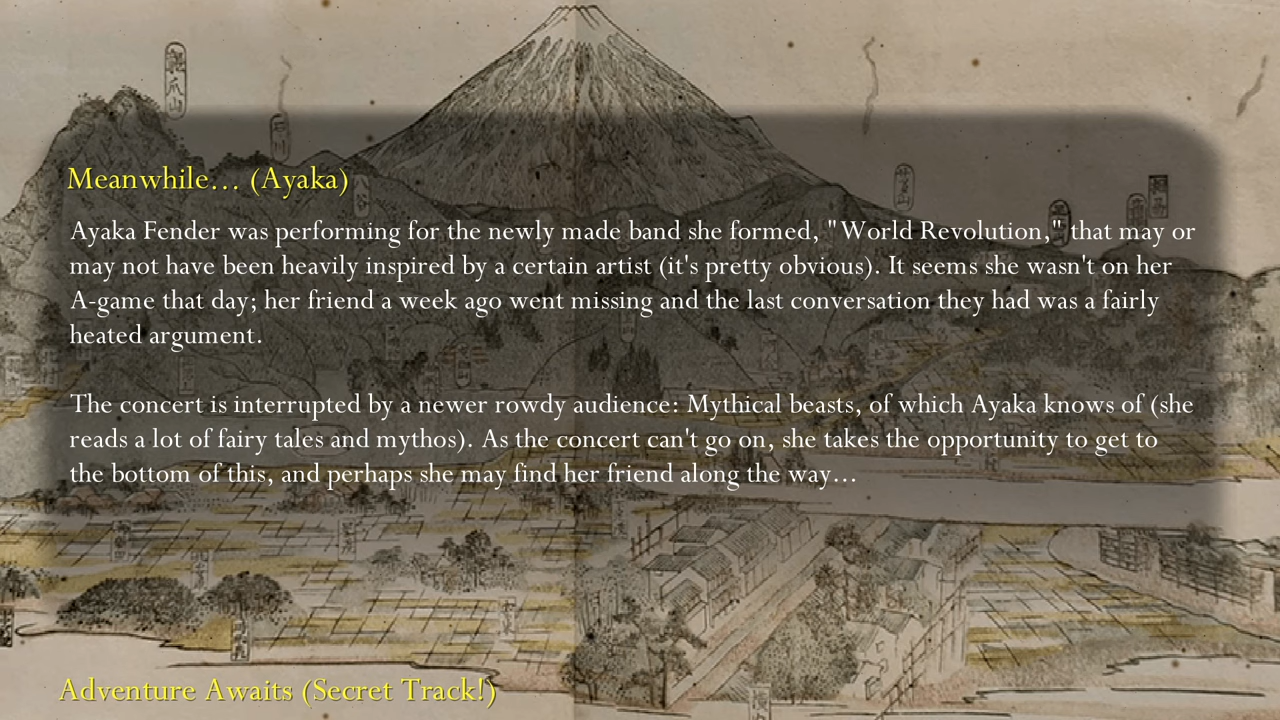 Meanwhile... (Ayaka)
Ayaka Fender was performing for the newly made band she formed, "World Revolution," that may or
may not have been heavily inspired by a certain artist (it's pretty obvious). It seems she wasn't on her
A-game that day; her friend a week ago went missing and the last conversation they had was a fairly
heated argument.
The concert is interrupted by a newer rowdy audience: Mythical beasts, of which Ayaka knows of (she
reads a lot of fairy tales and mythos). As the concert can't go on, she takes the opportunity to get to
the bottom of this, and perhaps she may find her friend along the way...
Adventure Awaits (Secret Track!)